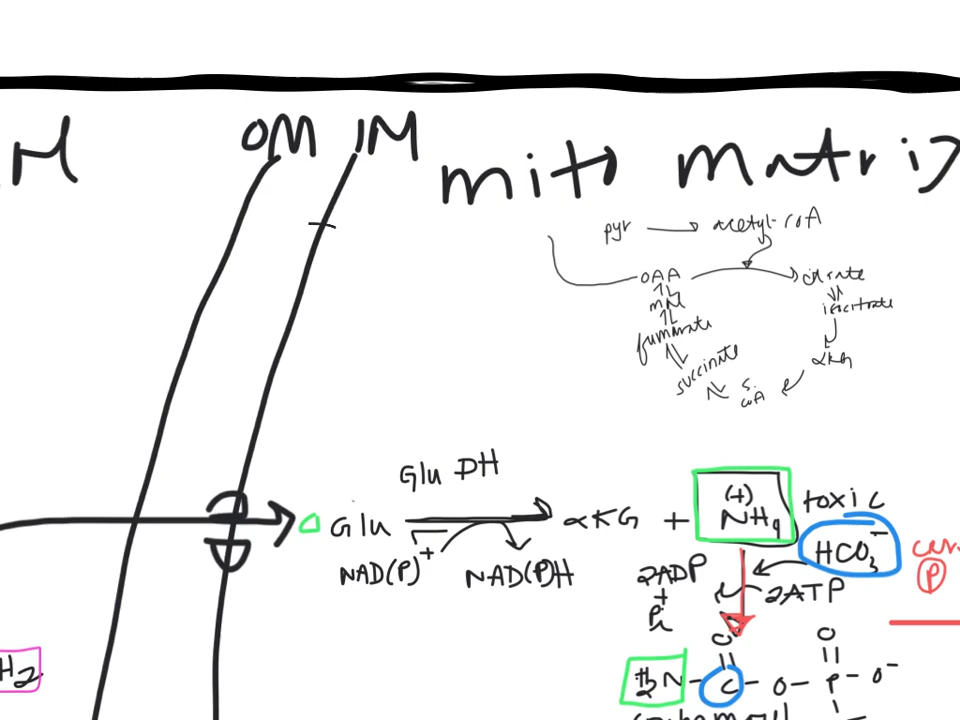 M
OM IM
mito matrix
pyr → acetyl-coA
OAA
citrate
mal
isocitrate
fumarate
αKG
succinate
S.
coA
Glu DH
Glu
αKG + (+)
NH4
toxic
HCO3-
NAD(P)+
NAD(P)H
2ADP
+
Pi
2ATP
P
H2
O
O
H2N - C - O - P - O-